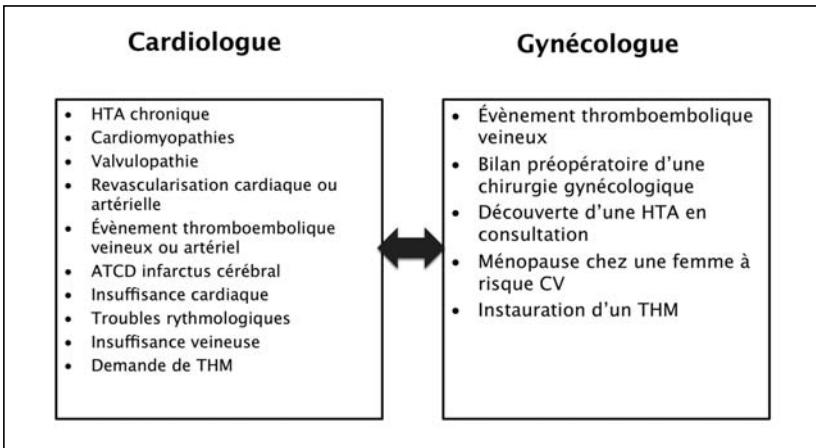 Cardiologue
• HTA chronique
• Cardiomyopathies
• Valvulopathie
• Revascularisation cardiaque ou
artérielle
• Évènement thromboembolique
veineux ou artériel
• ATCD infarctus cérébral
• Insuffisance cardiaque
• Troubles rythmologiques
• Insuffisance veineuse
• Demande de THM
Gynécologue
• Évènement thromboembolique
veineux
• Bilan préopératoire d’une
chirurgie gynécologique
• Découverte d’une HTA en
consultation
• Ménopause chez une femme à
risque CV
• Instauration d’un THM